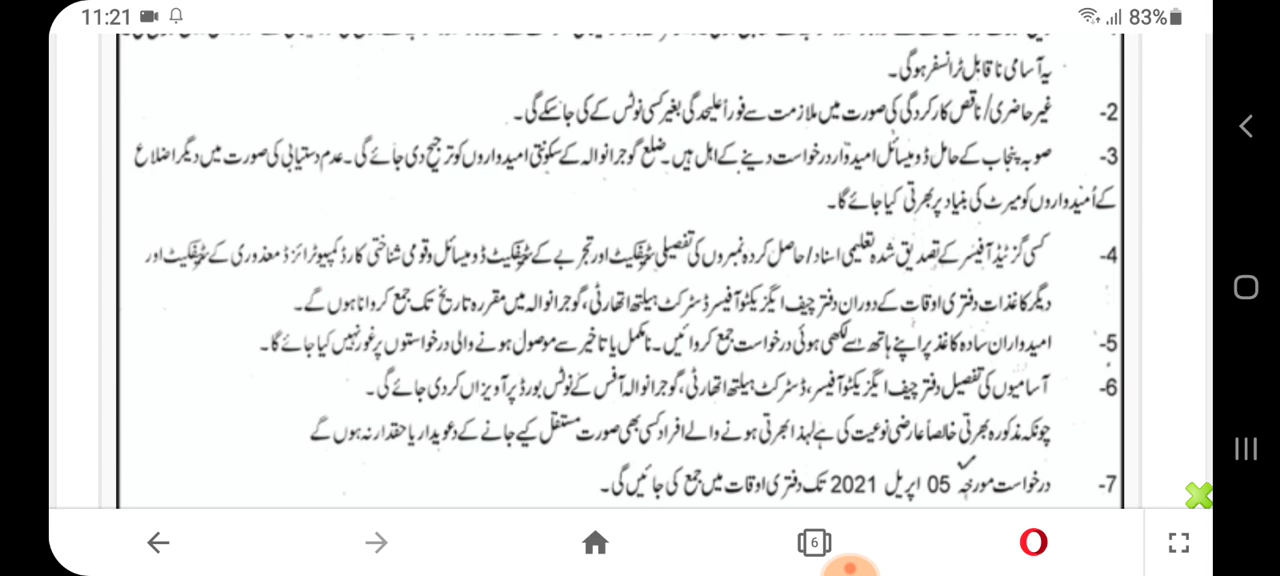 11:21
83%
یہ آسامی ناقابل ٹرانسفر ہوگی۔
2- غیر حاضری/ناقص کارکردگی کی صورت میں ملازمت سے فوراً علیحدگی بغیر کسی نوٹس کے کی جاسکے گی۔
3- صوبہ پنجاب کے حامل ڈومیسائل امیدوار درخواست دینے کے اہل ہیں۔ ضلع گوجرانوالہ کے سکونتی امیدواروں کو ترجیح دی جائے گی۔ عدم دستیابی کی صورت میں دیگر اضلاع
کے اُمیدواروں کو میرٹ کی بنیاد پر بھرتی کیا جائے گا۔
4- کسی گزٹیڈ آفیسر کے تصدیق شدہ تعلیمی اسناد/حاصل کردہ نمبروں کی تفصیلی سرٹیفکیٹ اور تجربے کے سرٹیفکیٹ ڈومیسائل و قومی شناختی کارڈ کمپیوٹرائزڈ معذوری کے سرٹیفکیٹ اور
دیگر کاغذات دفتری اوقات کے دوران دفتر چیف ایگزیکٹو آفیسر ڈسٹرکٹ ہیلتھ اتھارٹی، گوجرانوالہ میں مقررہ تاریخ تک جمع کروانا ہوں گے۔
5- امیدواران سادہ کاغذ پر اپنے ہاتھ سے لکھی ہوئی درخواست جمع کروائیں۔ نامکمل یا تاخیر سے موصول ہونے والی درخواستوں پر غور نہیں کیا جائے گا۔
6- آسامیوں کی تفصیل دفتر چیف ایگزیکٹو آفیسر، ڈسٹرکٹ ہیلتھ اتھارٹی، گوجرانوالہ آفس کے نوٹس بورڈ پر آویزاں کر دی جائے گی۔
چونکہ مذکورہ بھرتی خالصاً عارضی نوعیت کی ہے لہذا بھرتی ہونے والے افراد کسی بھی صورت مستقل کیے جانے کے دعویدار یا حقدار نہ ہوں گے
7- درخواست مورخہ 05 اپریل 2021 تک دفتری اوقات میں جمع کی جائیں گی۔
6